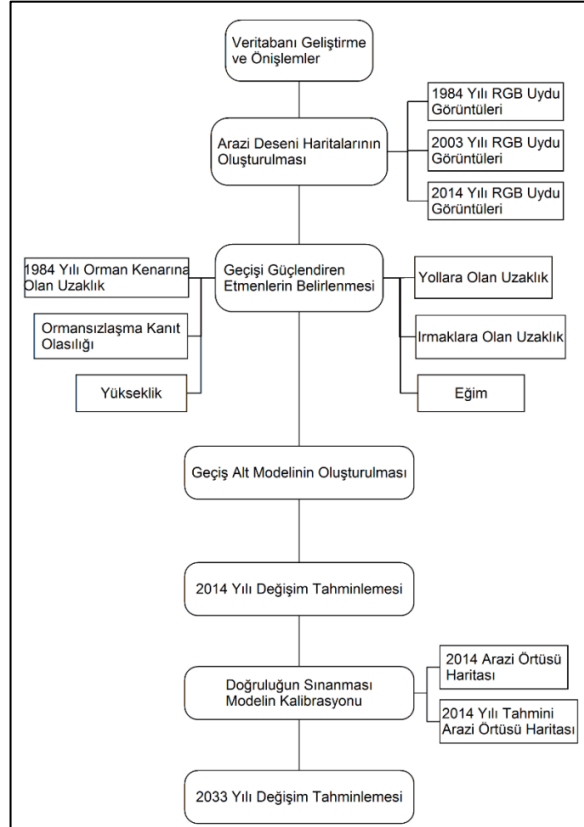 Veritabanı Geliştirme
ve Önişlemler
1984 Yılı RGB Uydu
Görüntüleri
Arazi Deseni Haritalarının
Oluşturulması
2003 Yılı RGB Uydu
Görüntüleri
2014 Yılı RGB Uydu
Görüntüleri
1984 Yılı Orman Kenarına
Olan Uzaklık
Geçişi Güçlendiren
Etmenlerin Belirlenmesi
Yollara Olan Uzaklık
Ormansızlaşma Kanıt
Olasılığı
Irmaklara Olan Uzaklık
Yükseklik
Eğim
Geçiş Alt Modelinin Oluşturulması
2014 Yılı Değişim Tahminlemesi
Doğruluğun Sınanması
Modelin Kalibrasyonu
2014 Arazi Örtüsü
Haritası
2014 Yılı Tahmini
Arazi Örtüsü Haritası
2033 Yılı Değişim Tahminlemesi